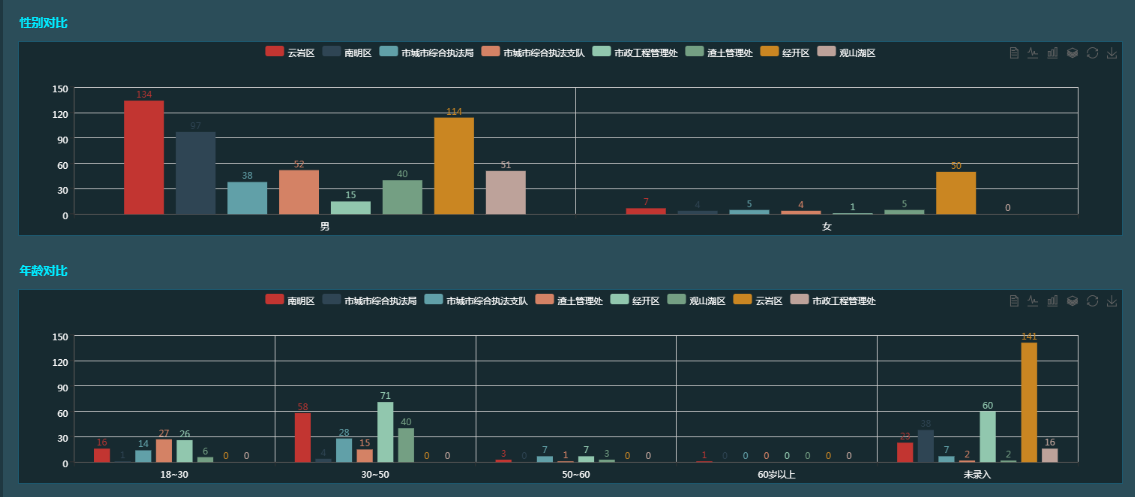 性别对比
云岩区 南明区 市城市综合执法局 市城市综合执法支队 市政工程管理处 渣土管理处 经开区 观山湖区
150
120
90
60
30
0
134 97 38 52 15 40 114 51 7 4 5 4 1 5 50 0
男 女
年龄对比
南明区 市城市综合执法局 市城市综合执法支队 渣土管理处 经开区 观山湖区 云岩区 市政工程管理处
150
120
90
60
30
0
16 1 14 27 26 6 0 0 58 4 28 15 71 40 0 0 3 0 7 1 7 3 0 0 1 0 0 0 0 0 0 0 23 38 7 2 60 2 141 16
18~30 30~50 50~60 60岁以上 未录入